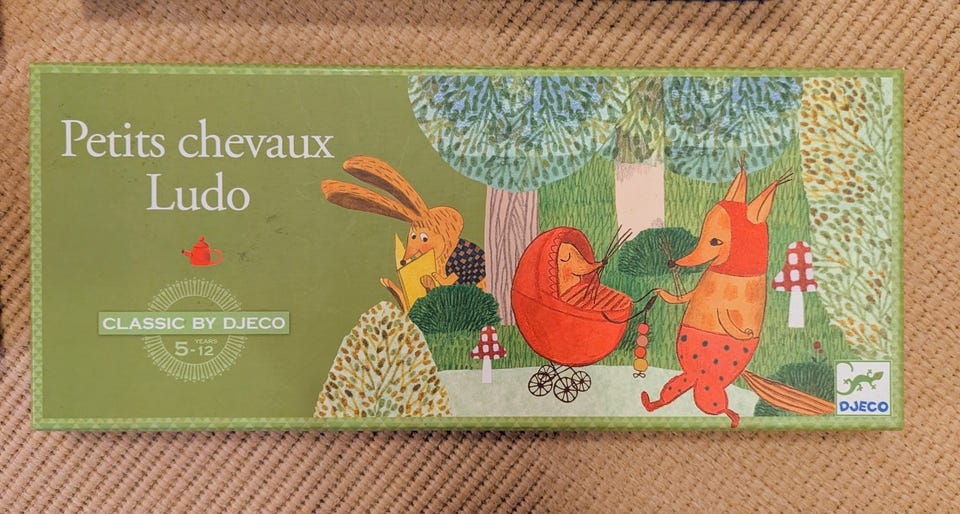 Petits chevaux
Ludo
CLASSIC BY DJECO
YEARS
5-12
DJECO